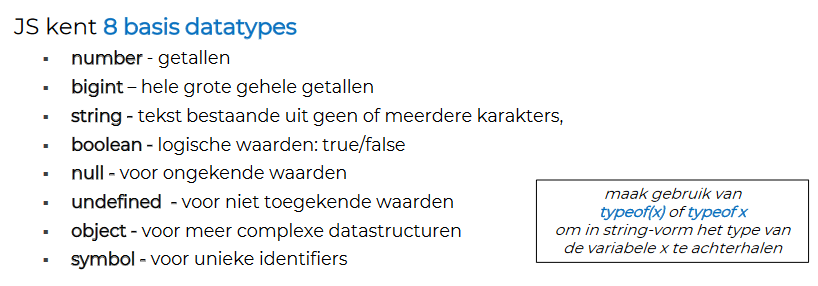 JS kent 8 basis datatypes
▪ number - getallen
▪ bigint – hele grote gehele getallen
▪ string - tekst bestaande uit geen of meerdere karakters,
▪ boolean - logische waarden: true/false
▪ null - voor ongekende waarden
▪ undefined - voor niet toegekende waarden
▪ object - voor meer complexe datastructuren
▪ symbol - voor unieke identifiers
maak gebruik van
typeof(x) of typeof x
om in string-vorm het type van
de variabele x te achterhalen